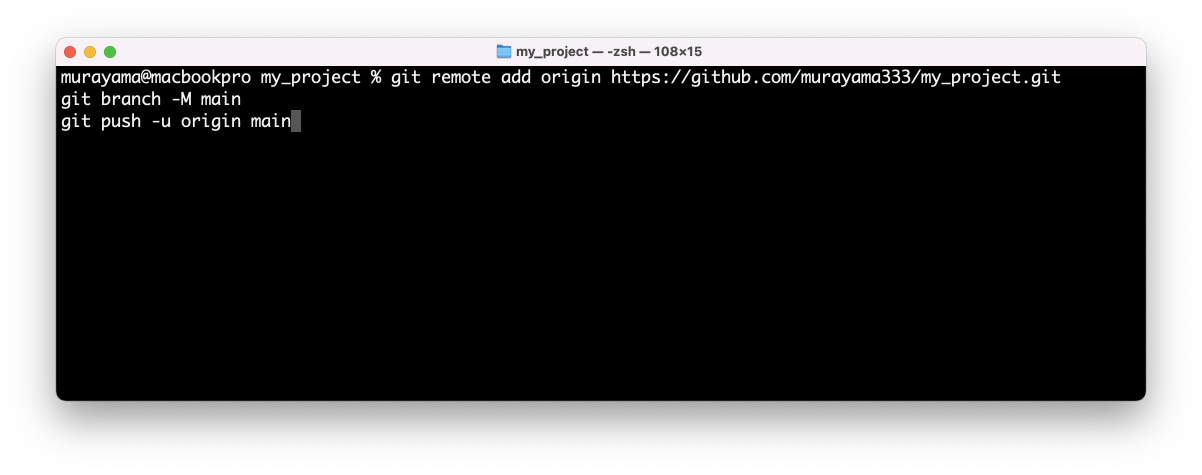 my_project — -zsh — 108×15
murayama@macbookpro my_project % git remote add origin https://github.com/murayama333/my_project.git
git branch -M main
git push -u origin main